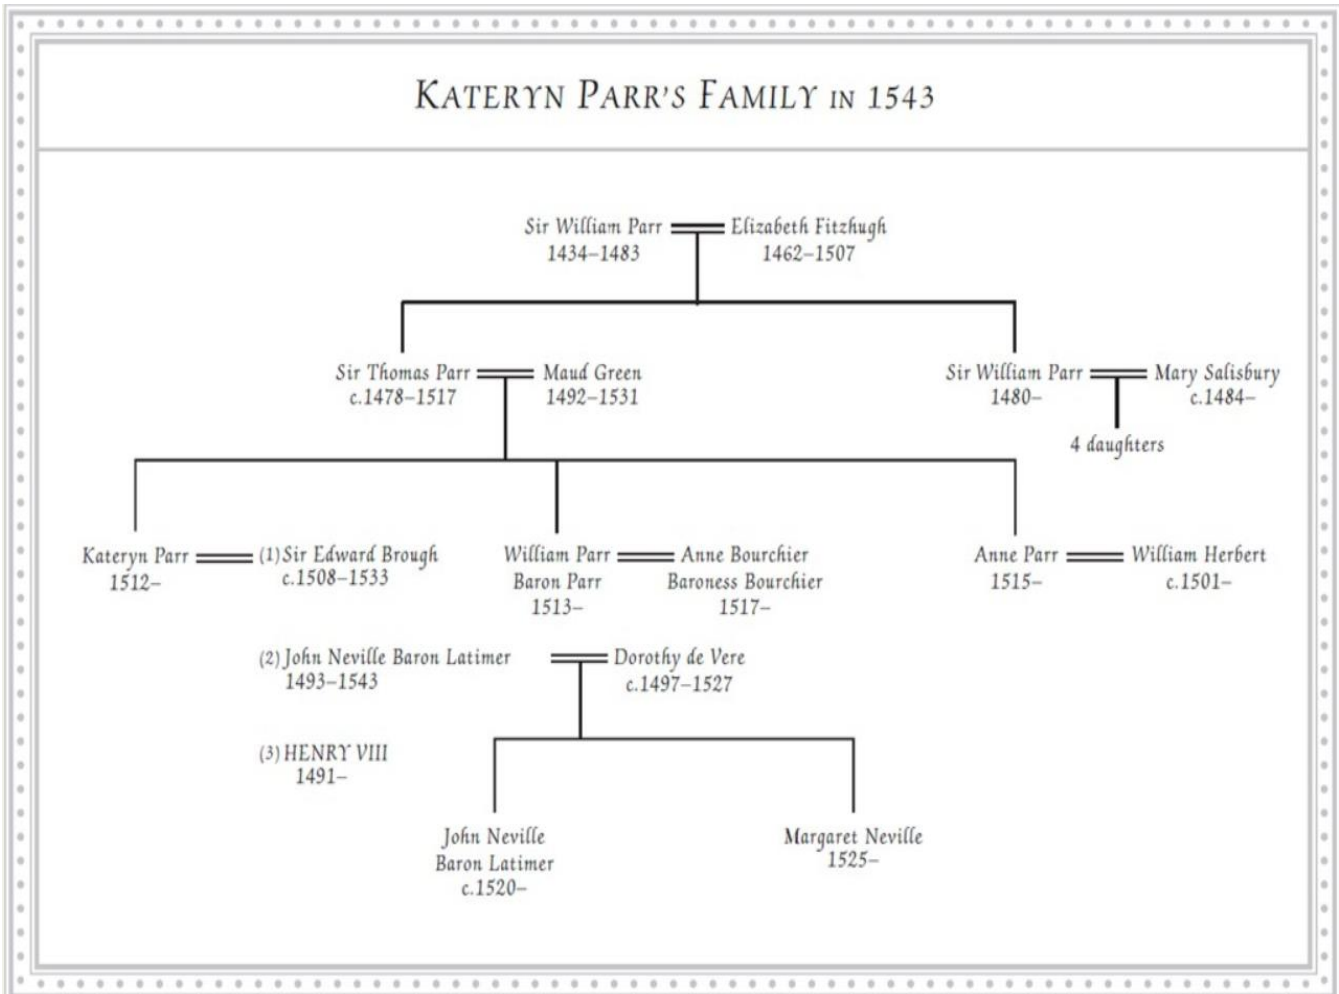 KATERYN PARR'S FAMILY IN 1543
Sir William Parr Elizabeth Fitzhugh
1434–1483 1462–1507
Sir Thomas Parr Maud Green Sir William Parr Mary Salisbury
c.1478–1517 1492–1531 1480– c.1484–
4 daughters
Kateryn Parr (1) Sir Edward Brough William Parr Anne Bourchier Anne Parr William Herbert
1512– c.1508–1533 Baron Parr Baroness Bourchier 1515– c.1501–
1513– 1517–
(2) John Neville Baron Latimer Dorothy de Vere
1493–1543 c.1497–1527
(3) HENRY VIII
1491–
John Neville Margaret Neville
Baron Latimer 1525–
c.1520–